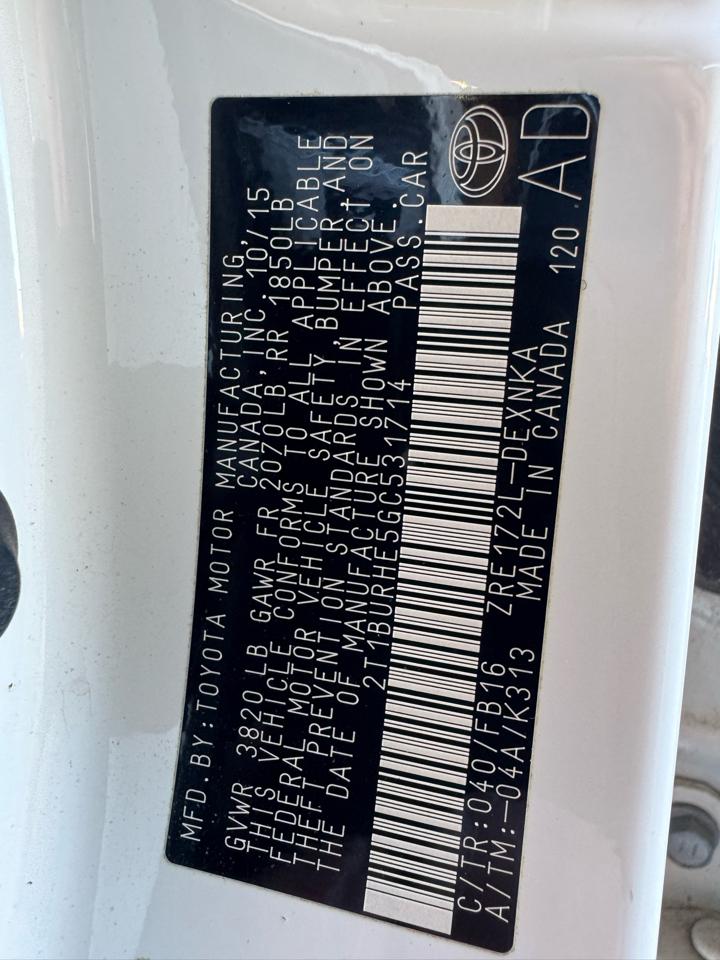 MFD.BY:TOYOTA MOTOR MANUFACTURING,
CANADA,INC. 10/15
GVWR 3820 LB GAWR FR 2070LB,RR 1850LB
THIS VEHICLE CONFORMS TO ALL APPLICABLE
FEDERAL MOTOR VEHICLE SAFETY, BUMPER,AND
THEFT PREVENTION STANDARDS IN EFFECT ON
THE DATE OF MANUFACTURE SHOWN ABOVE.
2T1BURHE5GC531714 PASS.CAR
C/TR:040/FB16 ZRE172L-DEXNKA
A/TM:-04A/K313 MADE IN CANADA 120 AD